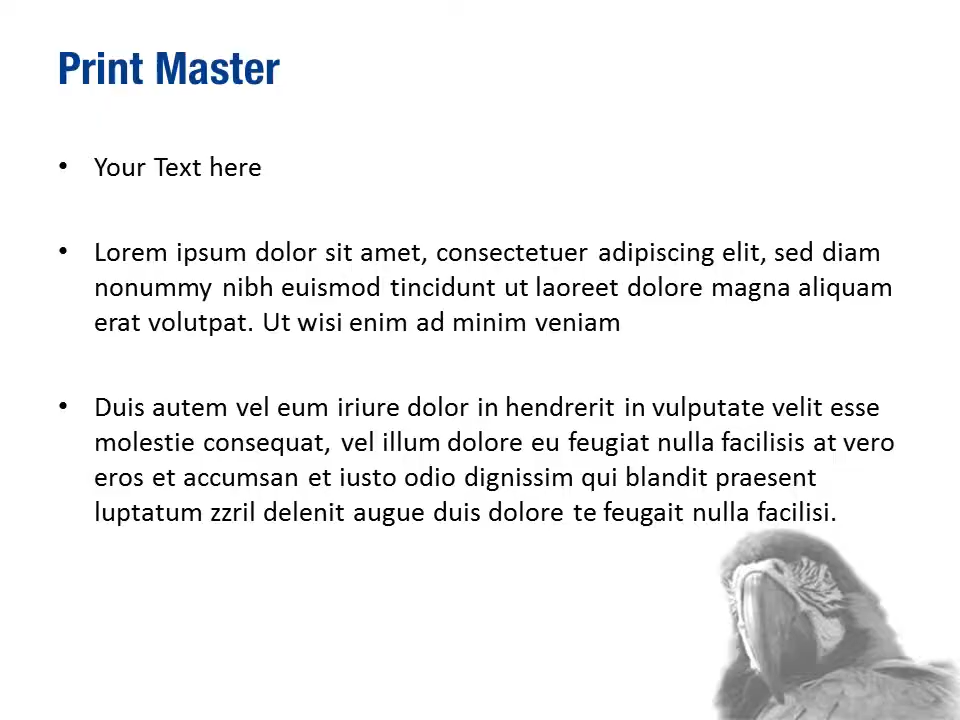 Print Master
• Your Text here
• Lorem ipsum dolor sit amet, consectetuer adipiscing elit, sed diam
nonummy nibh euismod tincidunt ut laoreet dolore magna aliquam
erat volutpat. Ut wisi enim ad minim veniam
• Duis autem vel eum iriure dolor in hendrerit in vulputate velit esse
molestie consequat, vel illum dolore eu feugiat nulla facilisis at vero
eros et accumsan et iusto odio dignissim qui blandit praesent
luptatum zzril delenit augue duis dolore te feugait nulla facilisi.